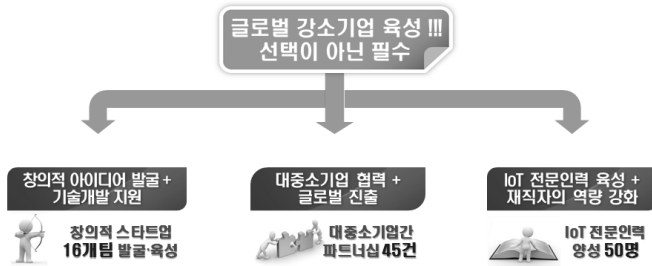 글로벌 강소기업 육성 !!!
선택이 아닌 필수
창의적 아이디어 발굴 +
기술개발 지원
창의적 스타트업
16개팀 발굴·육성
대중소기업 협력 +
글로벌 진출
대중소기업간
파트너십 45건
IoT 전문인력 육성 +
재직자의 역량 강화
IoT 전문인력
양성 50명